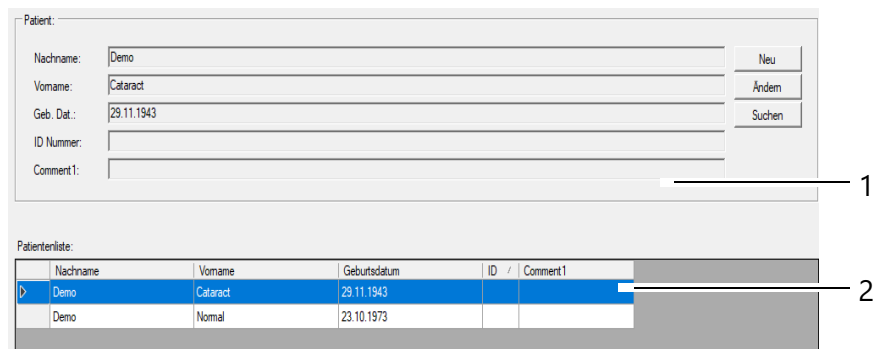 Patient:
Nachname: Demo Neu
Vorname: Cataract Ändern
Geb. Dat.: 29.11.1943 Suchen
ID Nummer:
Comment1:
1
Patientenliste:
Nachname Vorname Geburtsdatum ID / Comment1
Demo Cataract 29.11.1943
2
Demo Normal 23.10.1973